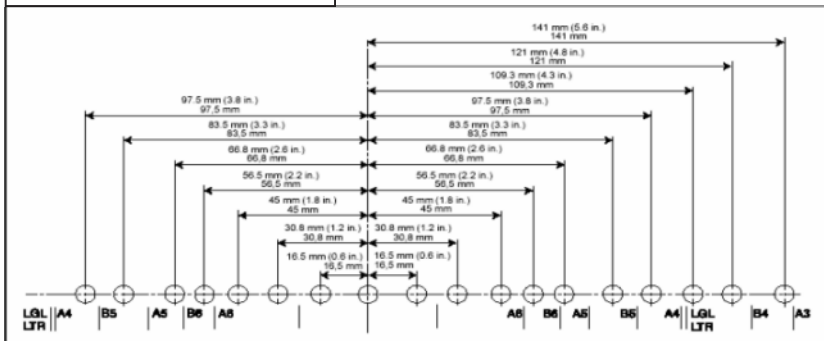 141 mm (5.6 in.)
141 mm
121 mm (4.8 in.)
121 mm
109.3 mm (4.3 in.)
109,3 mm
97.5 mm (3.8 in.) 97.5 mm (3.8 in.)
97,5 mm 97,5 mm
83.5 mm (3.3 in.) 83.5 mm (3.3 in.)
83,5 mm 83,5 mm
66.8 mm (2.6 in.) 66.8 mm (2.6 in.)
66,8 mm 66,8 mm
56.5 mm (2.2 in.) 56.5 mm (2.2 in.)
56,5 mm 56,5 mm
45 mm (1.8 in.) 45 mm (1.8 in.)
45 mm 45 mm
30.8 mm (1.2 in.) 30.8 mm (1.2 in.)
30,8 mm 30,8 mm
16.5 mm (0.6 in.) 16.5 mm (0.6 in.)
16,5 mm 16,5 mm
LGL A4 B5 A5 B6 A6 A6 B6 A5 B5 A4 LGL B4 A3
LTR LTR